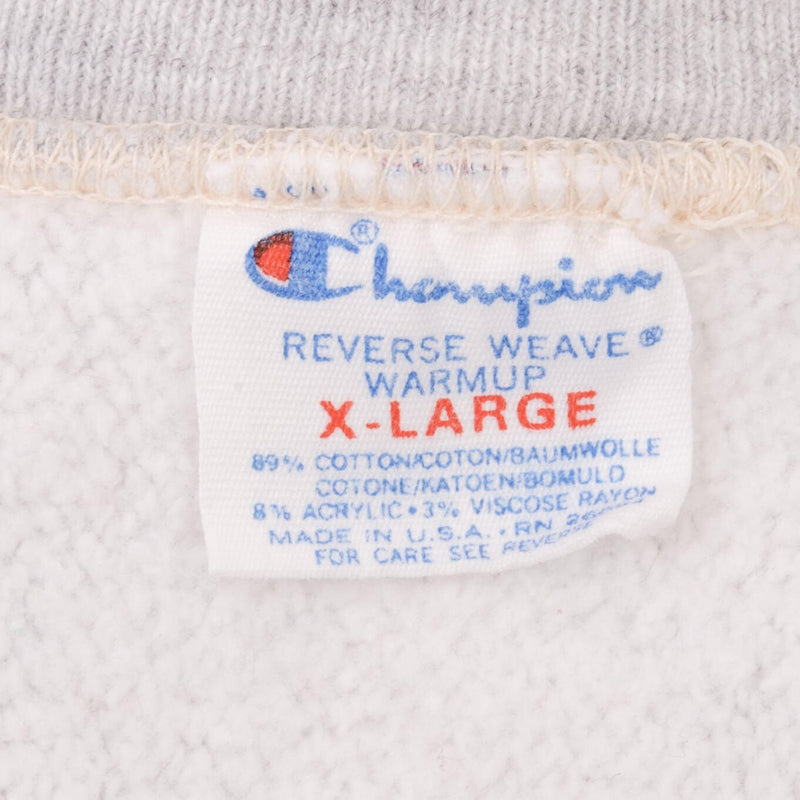 Champion®
REVERSE WEAVE®
WARMUP
X-LARGE
89% COTTON/COTON/BAUMWOLLE
COTONE/KATOEN/BOMULD
8% ACRYLIC • 3% VISCOSE RAYON
MADE IN U.S.A. • RN
FOR CARE SEE REVERSE